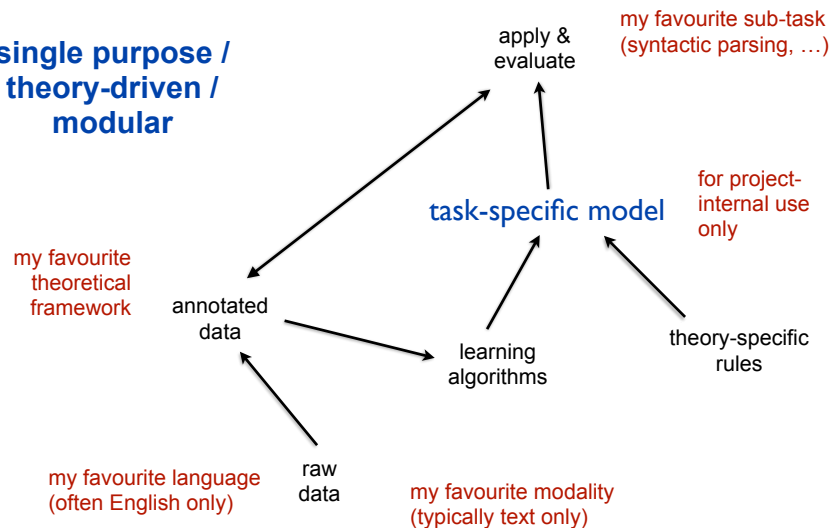 single purpose /
theory-driven /
modular
apply &
evaluate
my favourite sub-task
(syntactic parsing, …)
task-specific model
for project-
internal use
only
my favourite
theoretical
framework
annotated
data
learning
algorithms
theory-specific
rules
my favourite language
(often English only)
raw
data
my favourite modality
(typically text only)